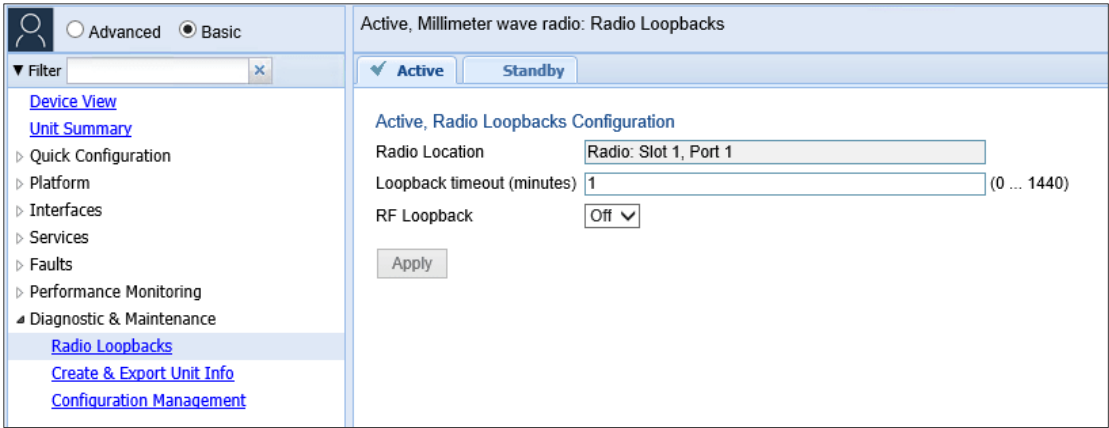 Advanced Basic
Filter
Device View
Unit Summary
Quick Configuration
Platform
Interfaces
Services
Faults
Performance Monitoring
Diagnostic & Maintenance
Radio Loopbacks
Create & Export Unit Info
Configuration Management
Active, Millimeter wave radio: Radio Loopbacks
Active Standby
Active, Radio Loopbacks Configuration
Radio Location Radio: Slot 1, Port 1
Loopback timeout (minutes) 1 (0 ... 1440)
RF Loopback Off
Apply